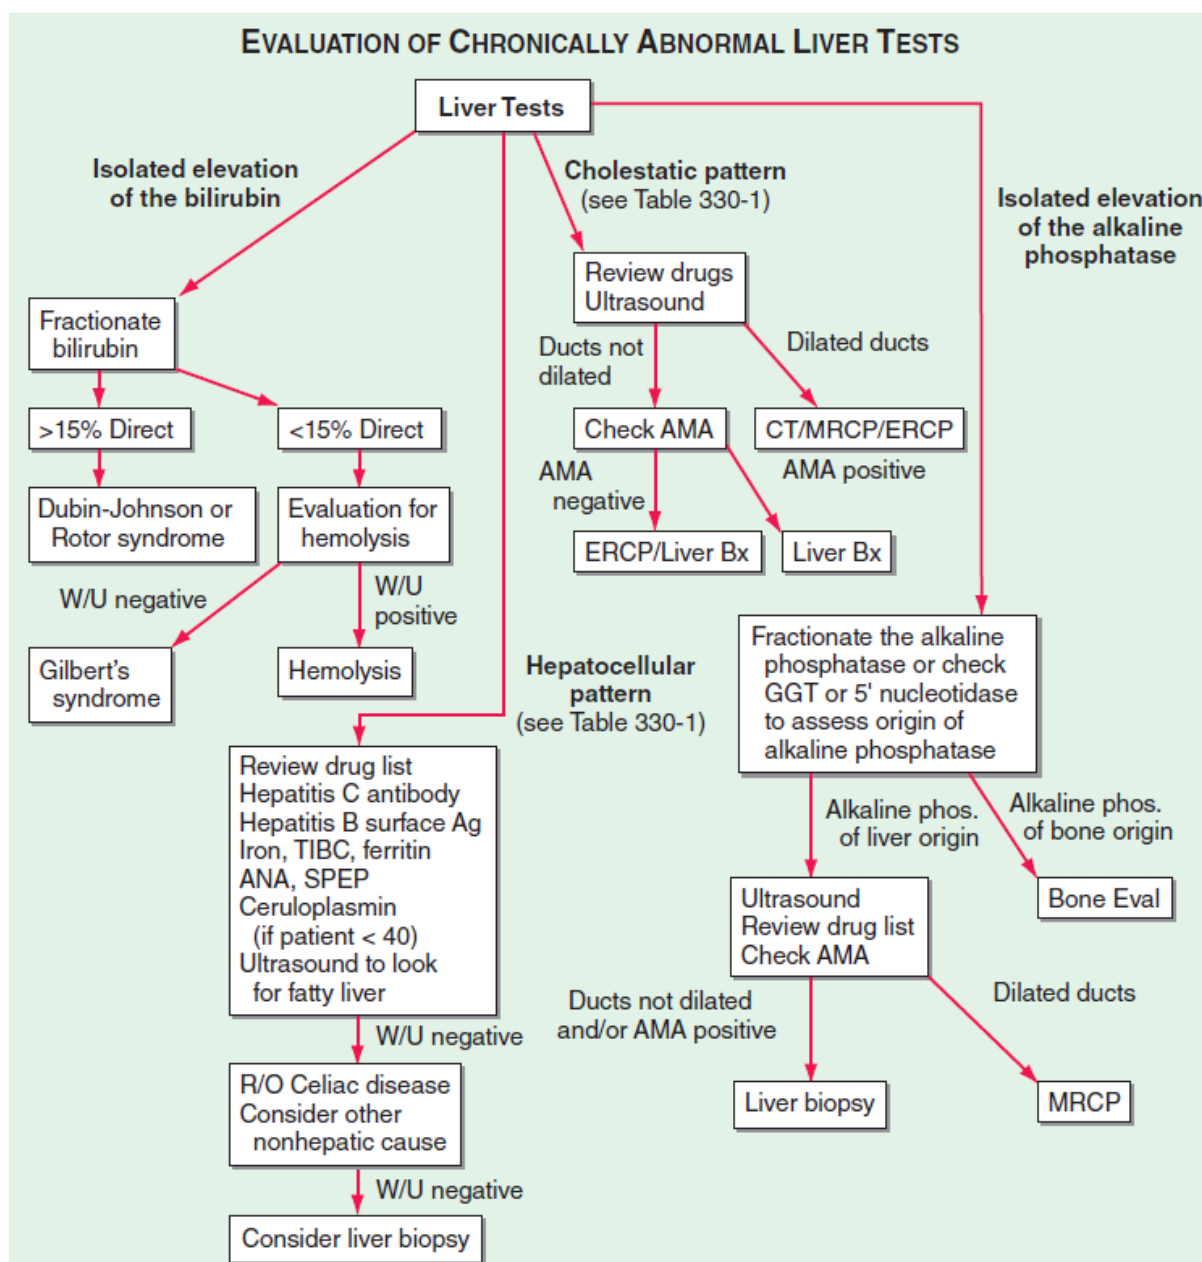 EVALUATION OF CHRONICALLY ABNORMAL LIVER TESTS
Liver Tests
Isolated elevation
of the bilirubin
Fractionate
bilirubin
>15% Direct
<15% Direct
Dubin-Johnson or
Rotor syndrome
Evaluation for
hemolysis
W/U negative
W/U
positive
Gilbert's
syndrome
Hemolysis
Hepatocellular
pattern
(see Table 330-1)
Review drug list
Hepatitis C antibody
Hepatitis B surface Ag
Iron, TIBC, ferritin
ANA, SPEP
Ceruloplasmin
(if patient < 40)
Ultrasound to look
for fatty liver
W/U negative
R/O Celiac disease
Consider other
nonhepatic cause
W/U negative
Consider liver biopsy
Cholestatic pattern
(see Table 330-1)
Review drugs
Ultrasound
Ducts not
dilated
Dilated ducts
Check AMA
CT/MRCP/ERCP
AMA
negative
AMA positive
ERCP/Liver Bx
Liver Bx
Isolated elevation
of the alkaline
phosphatase
Fractionate the alkaline
phosphatase or check
GGT or 5' nucleotidase
to assess origin of
alkaline phosphatase
Alkaline phos.
of liver origin
Alkaline phos.
of bone origin
Ultrasound
Review drug list
Check AMA
Bone Eval
Ducts not dilated
and/or AMA positive
Dilated ducts
Liver biopsy
MRCP